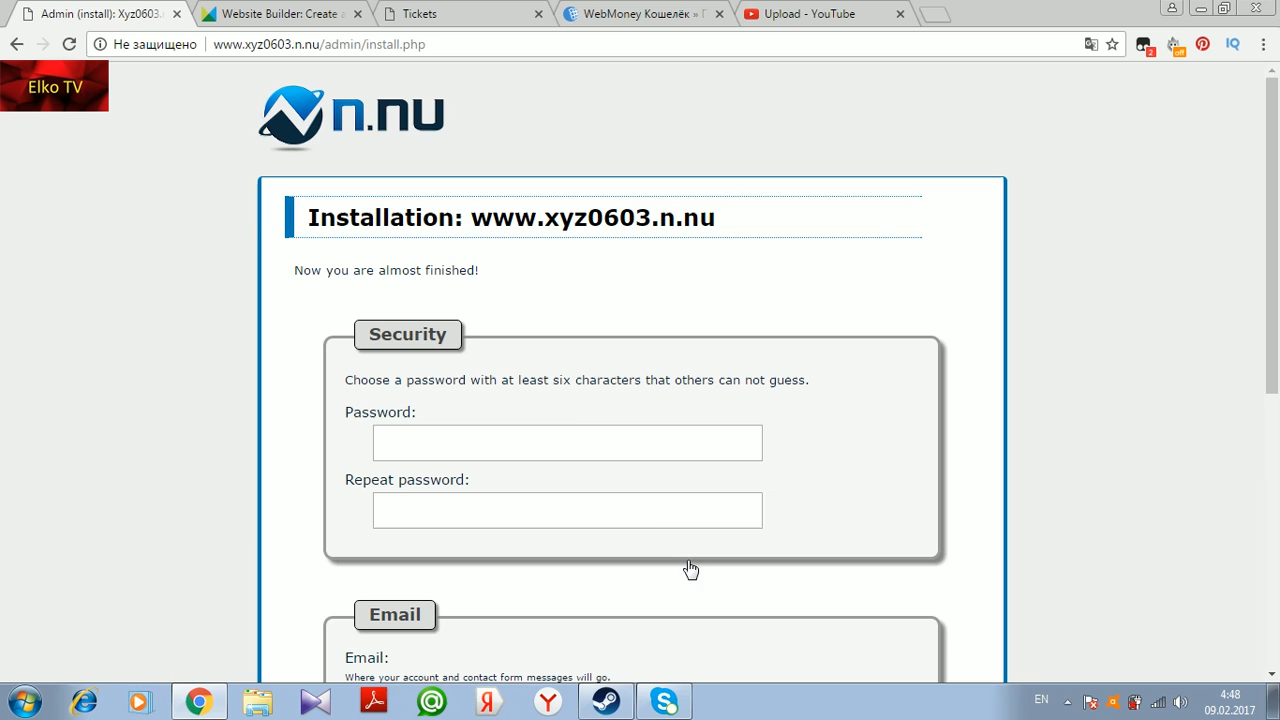 Admin (install): Xyz0603.
Website Builder: Create a
Tickets
WebMoney Кошелёк »
Upload - YouTube
Не защищено
www.xyz0603.n.nu/admin/install.php
2
off
IQ
Elko TV
n.nu
Installation: www.xyz0603.n.nu
Now you are almost finished!
Security
Choose a password with at least six characters that others can not guess.
Password:
Repeat password:
Email
Email:
Where your account and contact form messages will go.
EN
4:48
09.02.2017